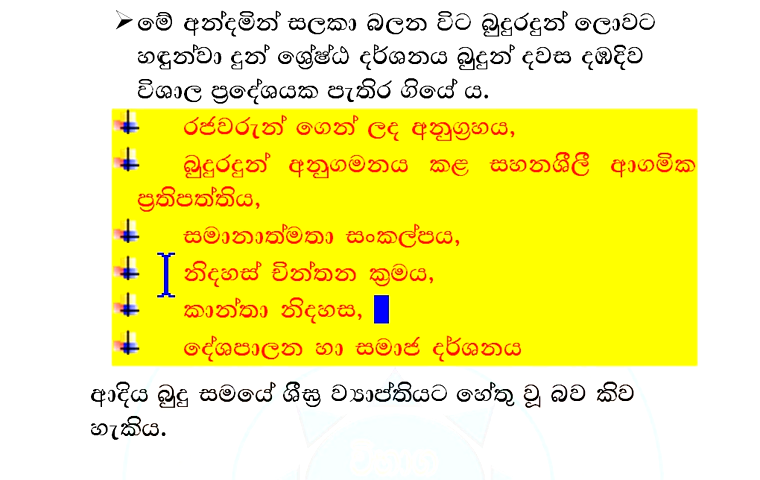 මේ අන්දමින් සලකා බලන විට බුදුරදුන් ලොවට
හඳුන්වා දුන් ශ්‍රේෂ්ඨ දර්ශනය බුදුන් දවස දඹදිව
විශාල ප්‍රදේශයක පැතිර ගියේ ය.
රජවරුන් ගෙන් ලද අනුග්‍රහය,
බුදුරදුන් අනුගමනය කළ සහනශීලී ආගමික
ප්‍රතිපත්තිය,
සමානාත්මතා සංකල්පය,
නිදහස් චින්තන ක්‍රමය,
කාන්තා නිදහස,
දේශපාලන හා සමාජ දර්ශනය
ආදිය බුදු සමයේ ශීඝ්‍ර ව්‍යාප්තියට හේතු වූ බව කිව
හැකිය.